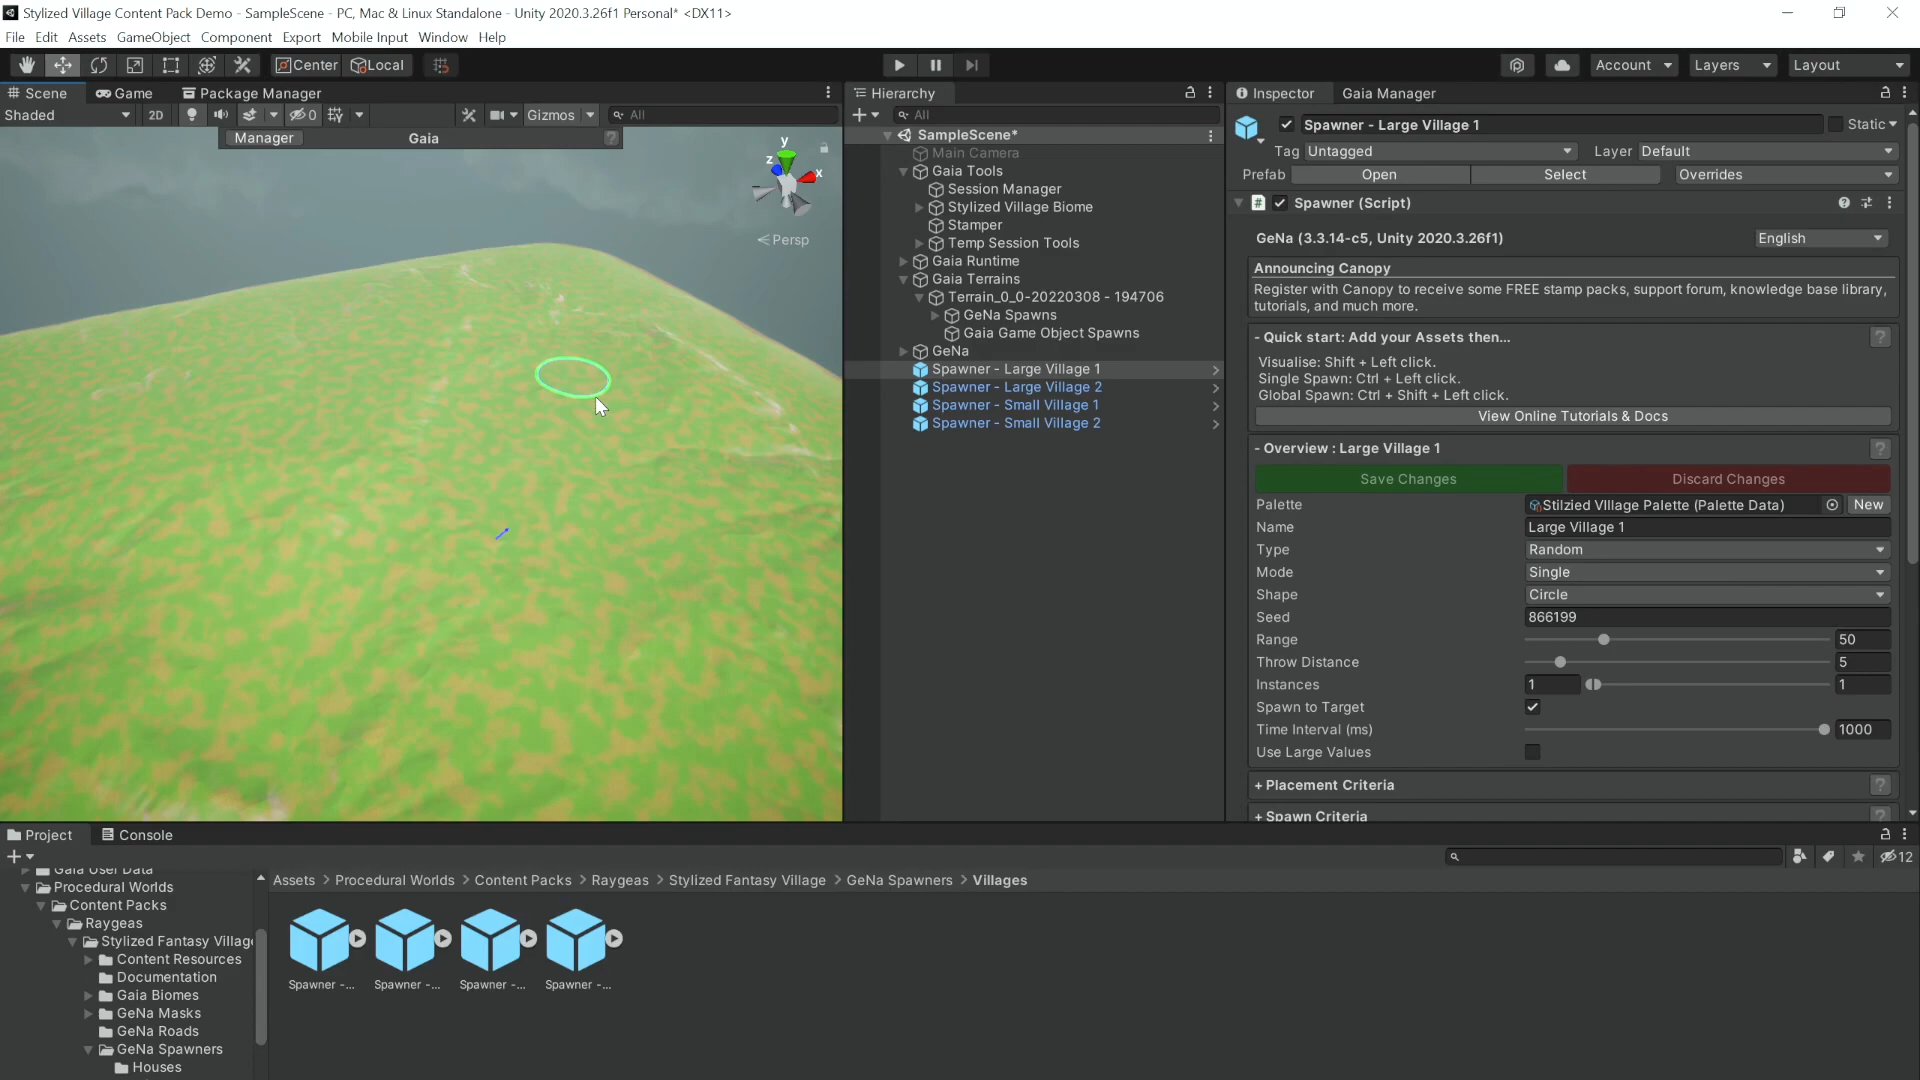 Stylized Village Content Pack Demo - SampleScene - PC, Mac & Linux Standalone - Unity 2020.3.26f1 Personal* <DX11>
File Edit Assets GameObject Component Export Mobile Input Window Help
Center Local Account Layers Layout
Scene Game Package Manager
Hierarchy
Inspector Gaia Manager
Shaded 2D 0 Gizmos All
All
Manager Gaia
y
z
x
Persp
SampleScene*
Main Camera
Gaia Tools
Session Manager
Stylized Village Biome
Stamper
Temp Session Tools
Gaia Runtime
Gaia Terrains
Terrain_0_0-20220308 - 194706
GeNa Spawns
Gaia Game Object Spawns
GeNa
Spawner - Large Village 1
Spawner - Large Village 2
Spawner - Small Village 1
Spawner - Small Village 2
Spawner - Large Village 1 Static
Tag Untagged Layer Default
Prefab Open Select Overrides
# Spawner (Script)
GeNa (3.3.14-c5, Unity 2020.3.26f1) English
Announcing Canopy
Register with Canopy to receive some FREE stamp packs, support forum, knowledge base library,
tutorials, and much more.
- Quick start: Add your Assets then... ?
Visualise: Shift + Left click.
Single Spawn: Ctrl + Left click.
Global Spawn: Ctrl + Shift + Left click.
View Online Tutorials & Docs
- Overview : Large Village 1 ?
Save Changes Discard Changes
Palette Stilzied VIllage Palette (Palette Data) New
Name Large Village 1
Type Random
Mode Single
Shape Circle
Seed 866199
Range 50
Throw Distance 5
Instances 1 1
Spawn to Target
Time Interval (ms) 1000
Use Large Values
+ Placement Criteria ?
+ Spawn Criteria ?
Project Console
12
Gaia User Data
Procedural Worlds
Content Packs
Raygeas
Stylized Fantasy Villag
Content Resources
Documentation
Gaia Biomes
GeNa Masks
GeNa Roads
GeNa Spawners
Houses
Assets > Procedural Worlds > Content Packs > Raygeas > Stylized Fantasy Village > GeNa Spawners > Villages
Spawner -... Spawner -... Spawner -... Spawner -...